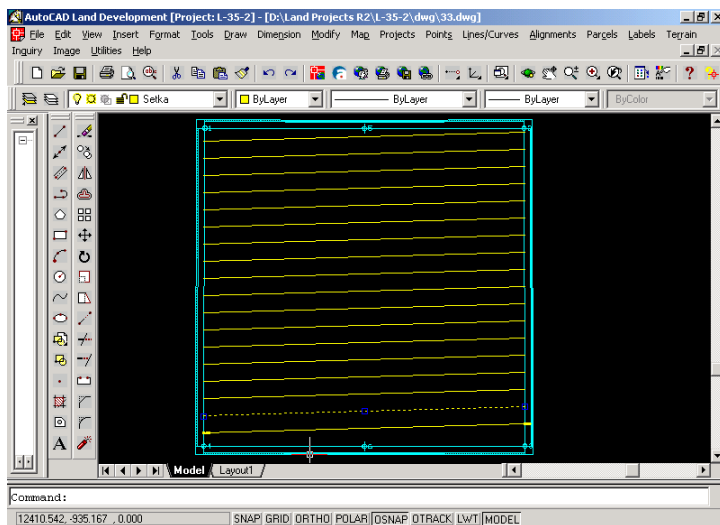 AutoCAD Land Development [Project: L-35-2] - [D:\Land Projects R2\L-35-2\dwg\33.dwg]
File Edit View Insert Format Tools Draw Dimension Modify Map Projects Points Lines/Curves Alignments Parcels Labels Terrain
Inquiry Image Utilities Help
Setka ByLayer ByLayer ByLayer ByColor
A
Model Layout1
Command:
12410.542, -935.167 , 0.000 SNAP GRID ORTHO POLAR OSNAP OTRACK LWT MODEL